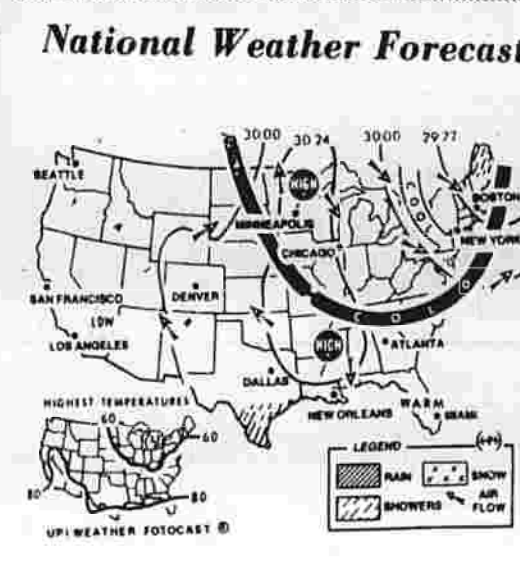 National Weather Forecast
30 00 30 24 30 00 29 77
SEATTLE
HIGH
COOL
BOSTON
MINNEAPOLIS
NEW YORK
CHICAGO
SAN FRANCISCO
DENVER
COLD
LOW
LOS ANGELES
HIGH
ATLANTA
DALLAS
HIGHEST TEMPERATURES
NEW ORLEANS
WARM
MIAMI
60
60
LEGEND
(UPI)
RAIN
SNOW
80
80
SHOWERS
AIR
FLOW
UPI WEATHER FOTOCAST ®